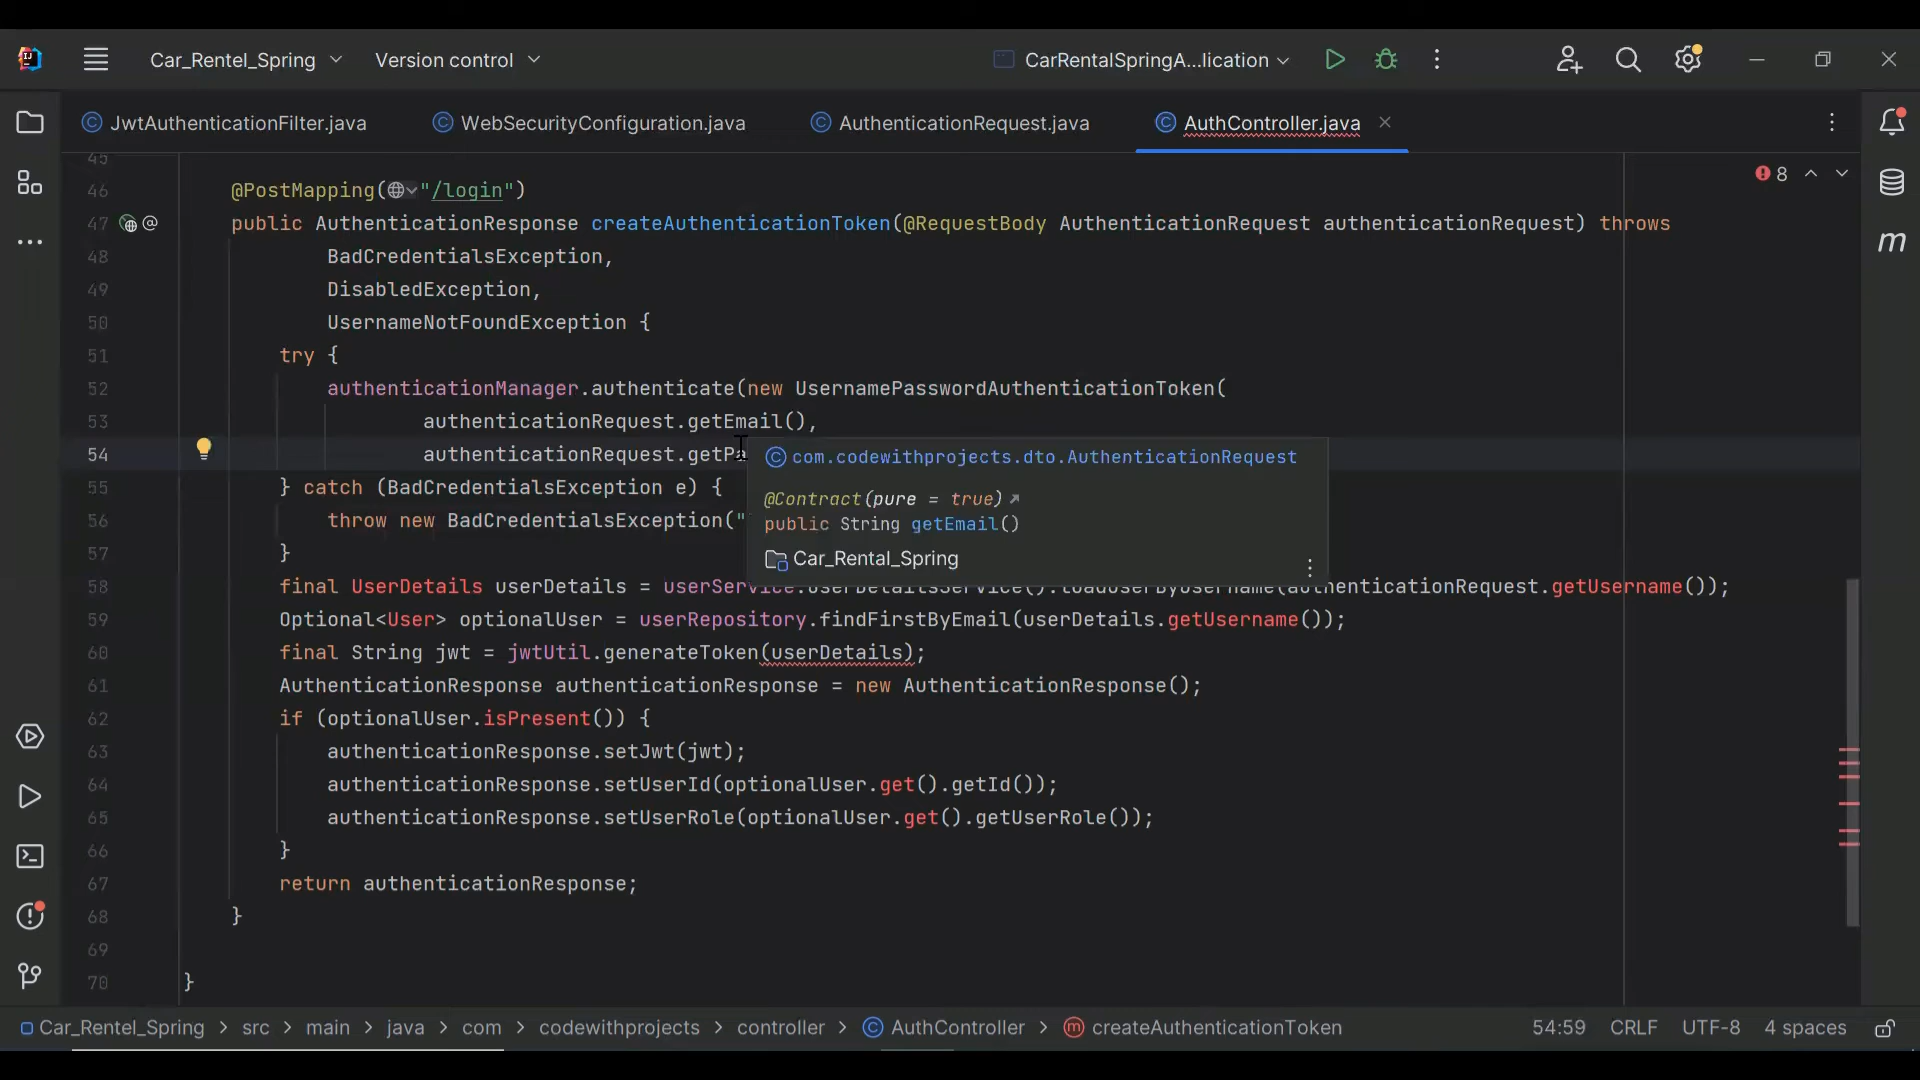 Car_Rentel_Spring
Version control
CarRentalSpringA...lication
JwtAuthenticationFilter.java
WebSecurityConfiguration.java
AuthenticationRequest.java
AuthController.java
8
45
46 @PostMapping("/login")
47 public AuthenticationResponse createAuthenticationToken(@RequestBody AuthenticationRequest authenticationRequest) throws
48 BadCredentialsException,
49 DisabledException,
50 UsernameNotFoundException {
51 try {
52 authenticationManager.authenticate(new UsernamePasswordAuthenticationToken(
53 authenticationRequest.getEmail(),
54 authenticationRequest.getPa
com.codewithprojects.dto.AuthenticationRequest
@Contract(pure = true)
public String getEmail()
Car_Rental_Spring
55 } catch (BadCredentialsException e) {
56 throw new BadCredentialsException("
57 }
58 final UserDetails userDetails = userService.userDetailsService().loadUserByUsername(authenticationRequest.getUsername());
59 Optional<User> optionalUser = userRepository.findFirstByEmail(userDetails.getUsername());
60 final String jwt = jwtUtil.generateToken(userDetails);
61 AuthenticationResponse authenticationResponse = new AuthenticationResponse();
62 if (optionalUser.isPresent()) {
63 authenticationResponse.setJwt(jwt);
64 authenticationResponse.setUserId(optionalUser.get().getId());
65 authenticationResponse.setUserRole(optionalUser.get().getUserRole());
66 }
67 return authenticationResponse;
68 }
69
70 }
Car_Rentel_Spring > src > main > java > com > codewithprojects > controller > AuthController > createAuthenticationToken
54:59 CRLF UTF-8 4 spaces